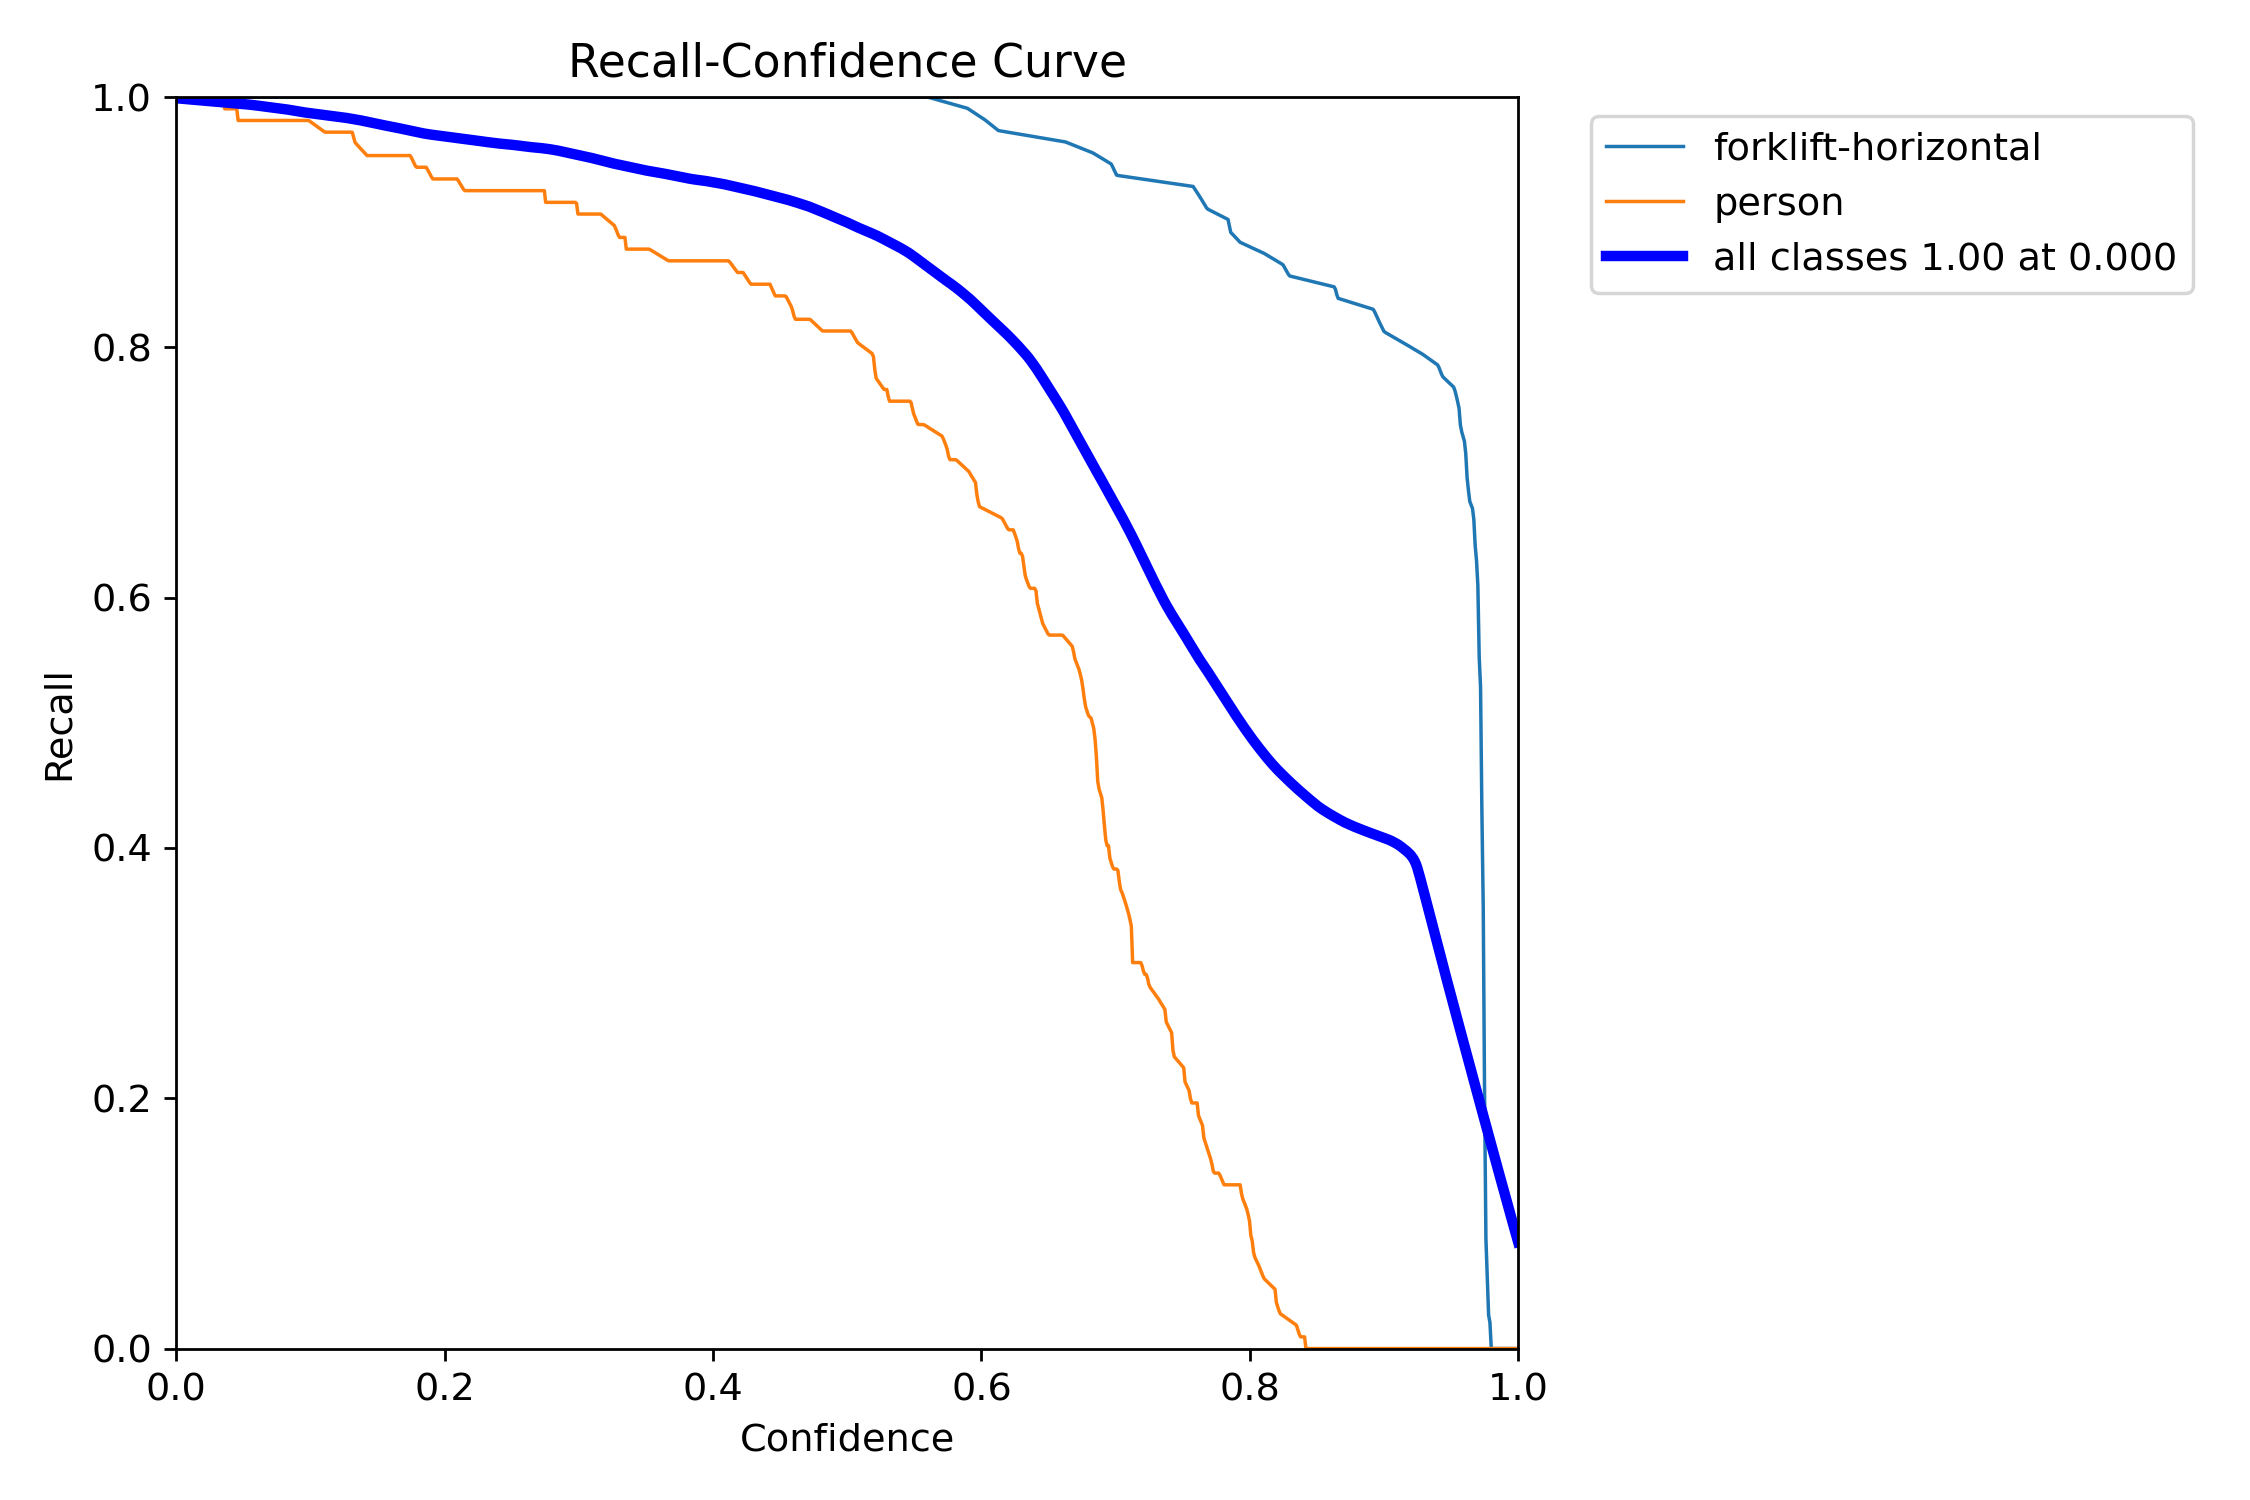 Recall-Confidence Curve
1.0
0.8
0.6
0.4
0.2
0.0
Recall
0.0 0.2 0.4 0.6 0.8 1.0
Confidence
forklift-horizontal
person
all classes 1.00 at 0.000